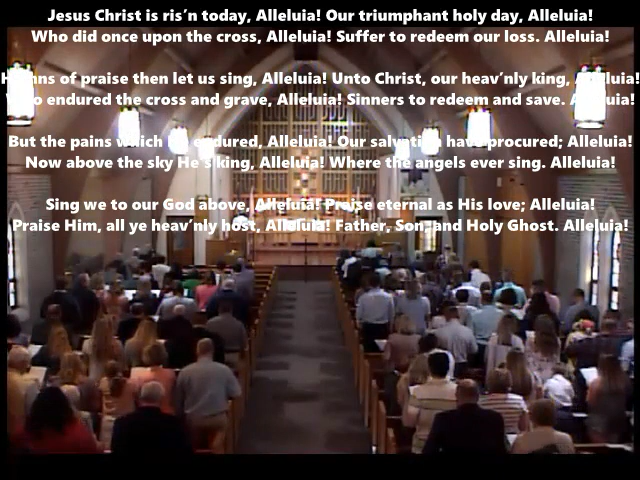 Jesus Christ is ris'n today, Alleluia! Our triumphant holy day, Alleluia!
Who did once upon the cross, Alleluia! Suffer to redeem our loss. Alleluia!
Hymns of praise then let us sing, Alleluia! Unto Christ, our heav'nly king, Alleluia!
Who endured the cross and grave, Alleluia! Sinners to redeem and save. Alleluia!
But the pains which He endured, Alleluia! Our salvation have procured; Alleluia!
Now above the sky He's king, Alleluia! Where the angels ever sing. Alleluia!
Sing we to our God above, Alleluia! Praise eternal as His love; Alleluia!
Praise Him, all ye heav'nly host, Alleluia! Father, Son, and Holy Ghost. Alleluia!